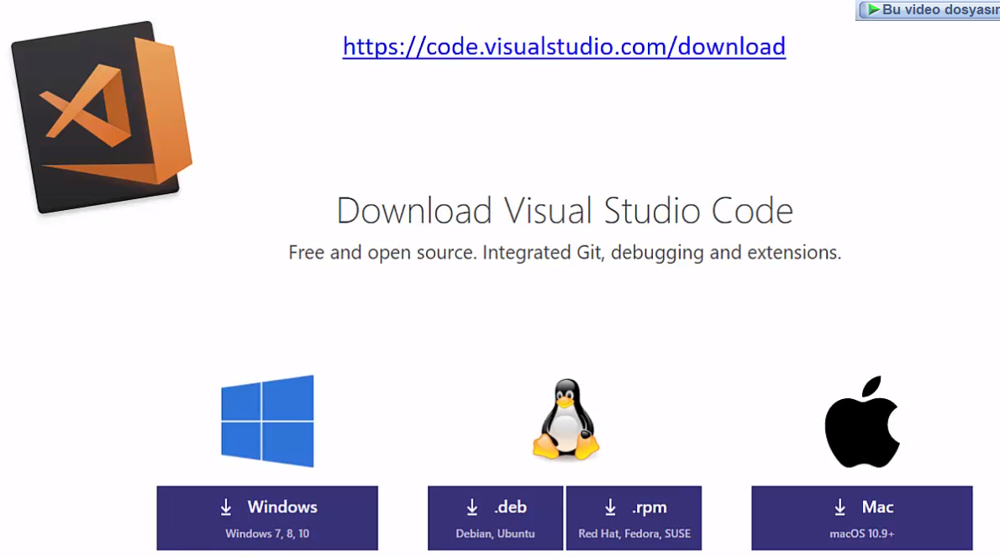 Bu video dosyasın
https://code.visualstudio.com/download
Download Visual Studio Code
Free and open source. Integrated Git, debugging and extensions.
Windows
Windows 7, 8, 10
.deb
Debian, Ubuntu
.rpm
Red Hat, Fedora, SUSE
Mac
macOS 10.9+